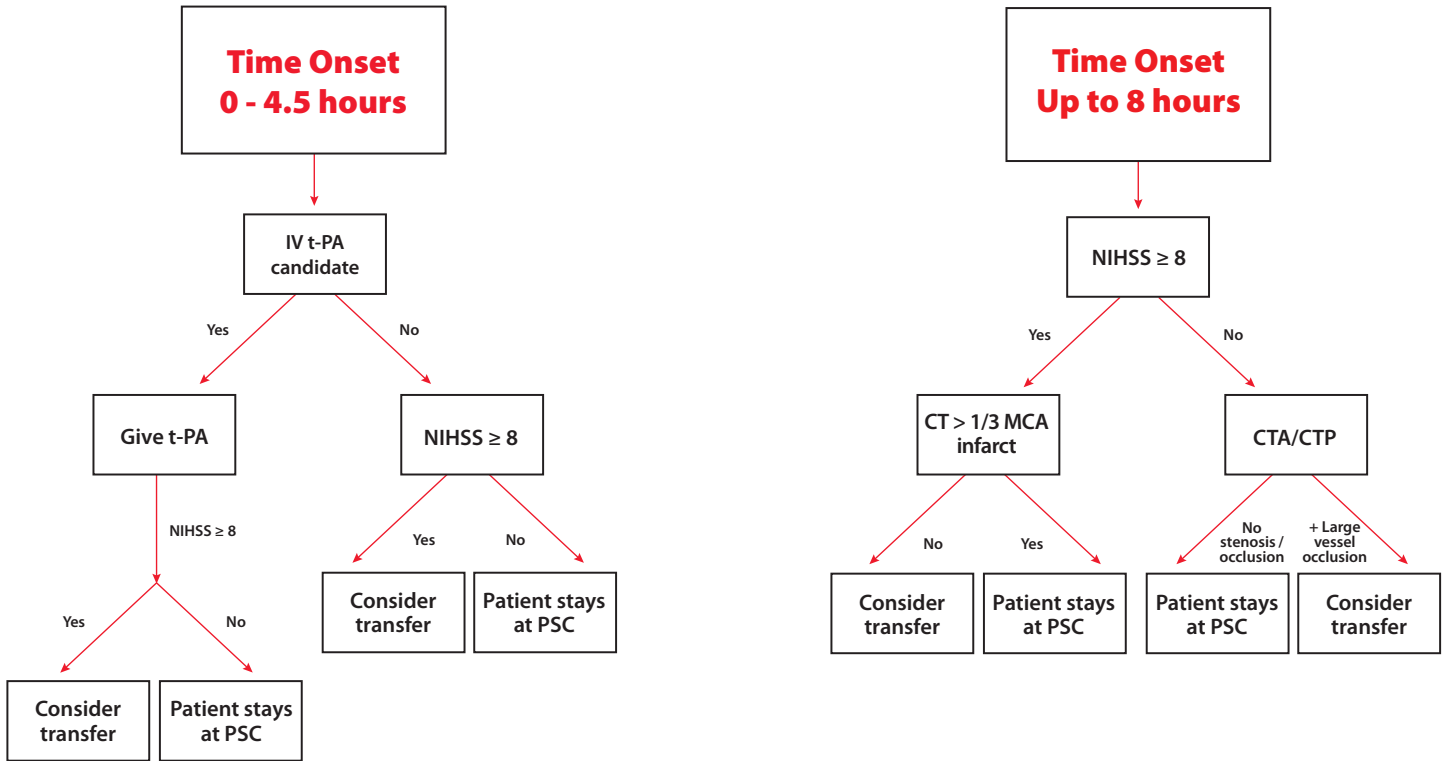 Time Onset
0 - 4.5 hours
IV t-PA
candidate
Yes
No
Give t-PA
NIHSS ≥ 8
NIHSS ≥ 8
Yes
No
Consider
transfer
Patient stays
at PSC
Yes
No
Consider
transfer
Patient stays
at PSC
Time Onset
Up to 8 hours
NIHSS ≥ 8
Yes
No
CT > 1/3 MCA
infarct
CTA/CTP
No
Yes
No
stenosis /
occlusion
+ Large
vessel
occlusion
Consider
transfer
Patient stays
at PSC
Patient stays
at PSC
Consider
transfer